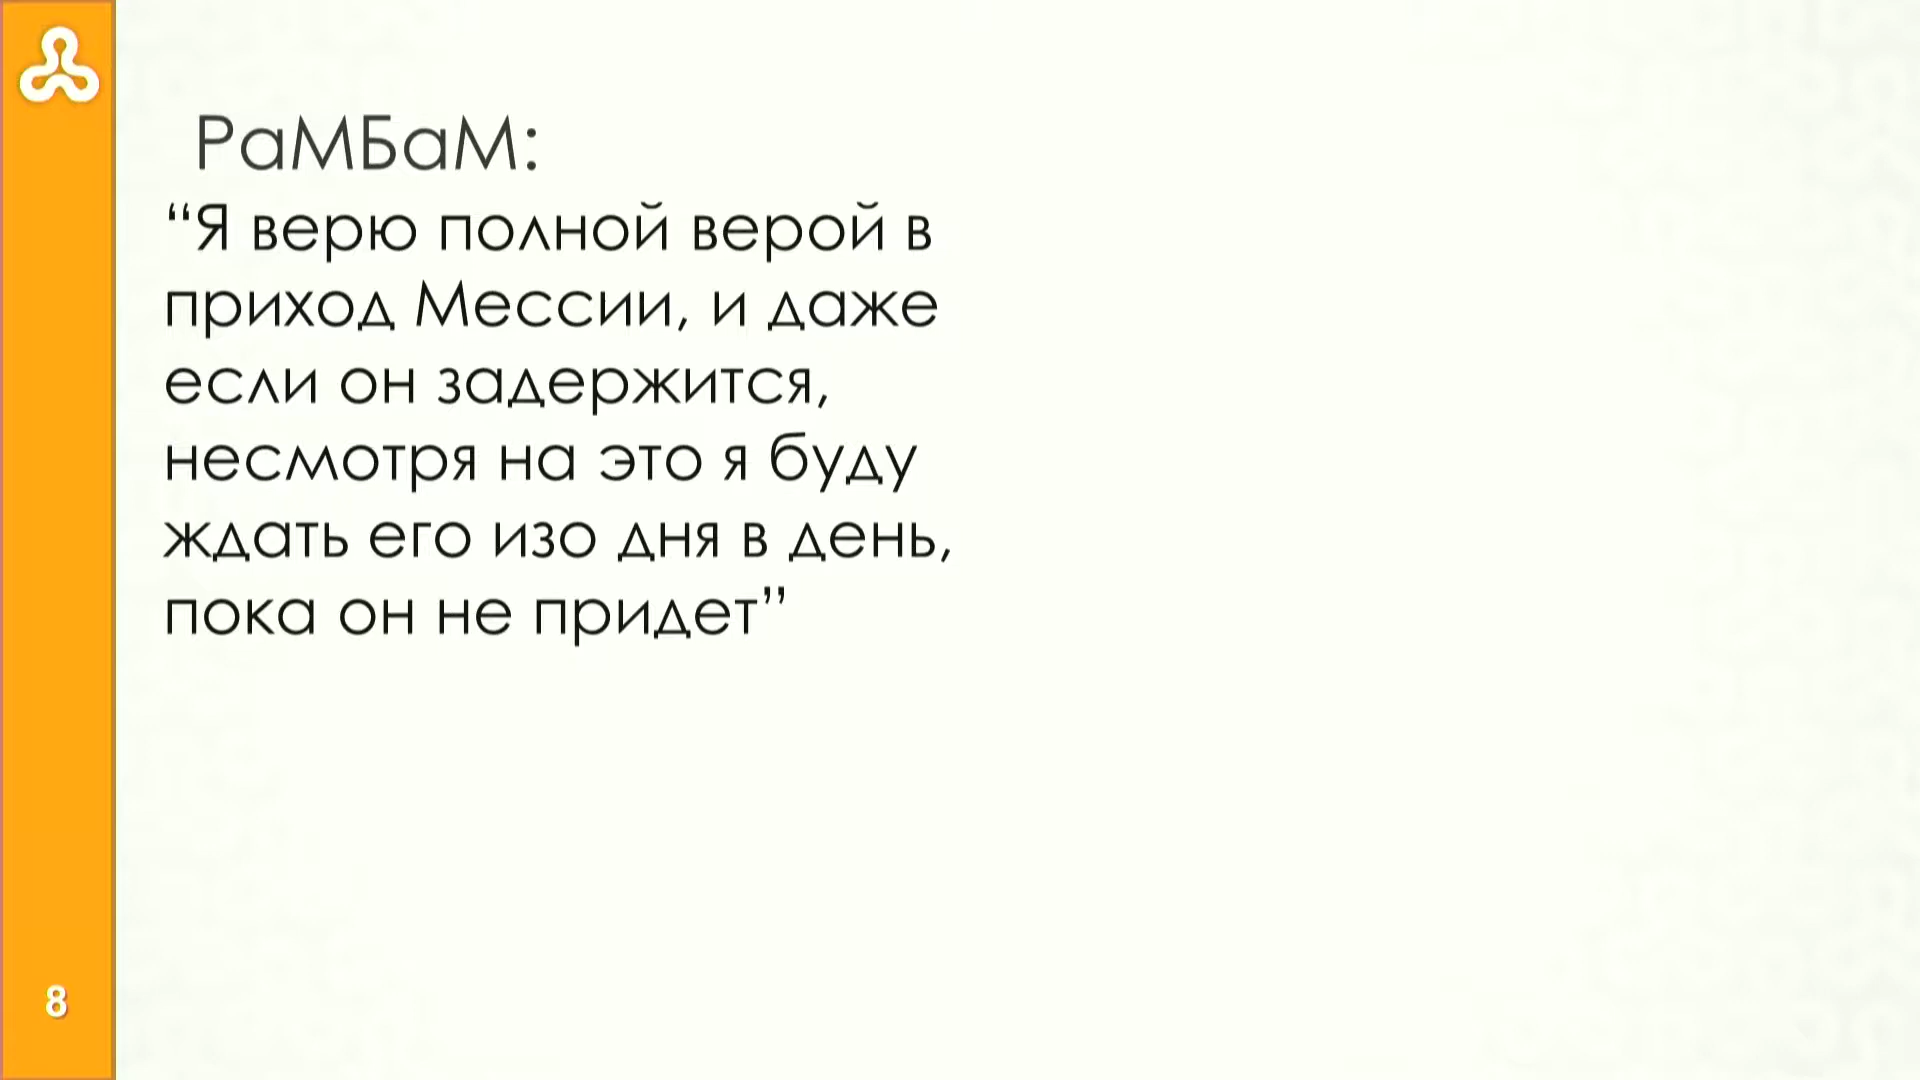 РаМБаМ:
“Я верю полной верой в
приход Мессии, и даже
если он задержится,
несмотря на это я буду
ждать его изо дня в день,
пока он не придет”
8